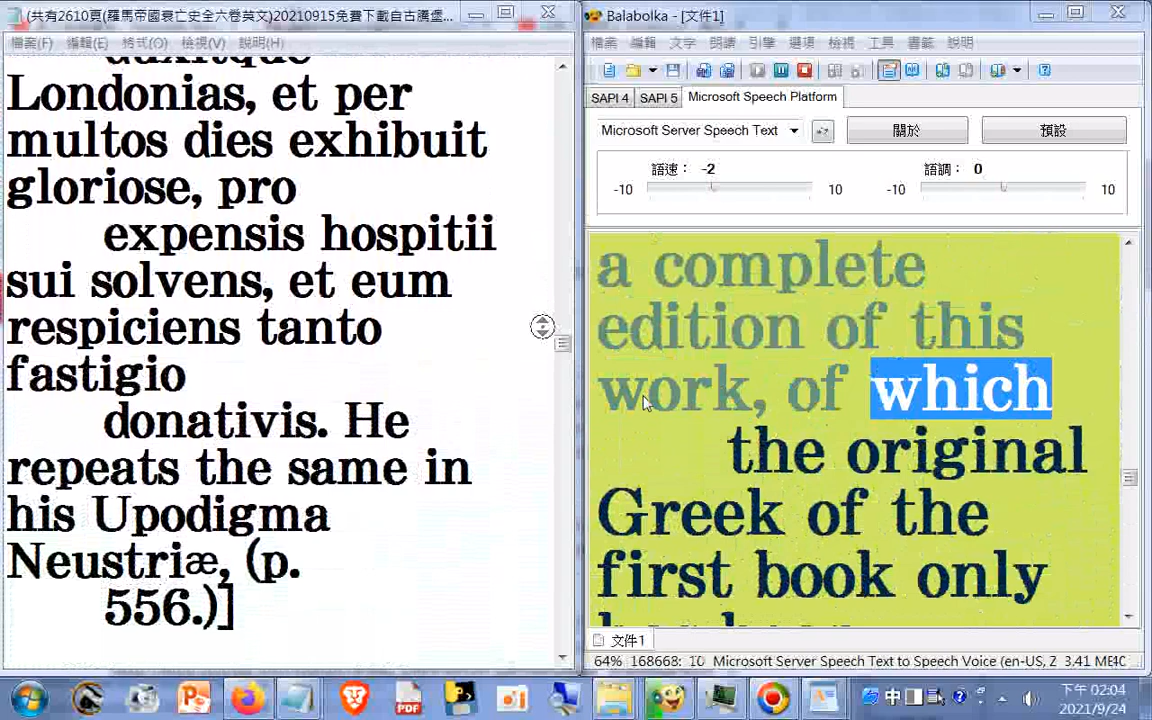 (共有2610頁(羅馬帝國衰亡史全六卷英文)20210915免費下載自古騰堡...
檔案(F) 編輯(E) 格式(O) 檢視(V) 說明(H)
auxitque
Londonias, et per
multos dies exhibuit
gloriose, pro
expensis hospitii
sui solvens, et eum
respiciens tanto
fastigio
donativis. He
repeats the same in
his Upodigma
Neustriæ, (p.
556.)]
Balabolka - [文件1]
檔案 編輯 文字 朗讀 引擎 選項 檢視 工具 書籤 說明
SAPI 4 SAPI 5 Microsoft Speech Platform
Microsoft Server Speech Text 關於 預設
語速: -2 語調: 0
-10 10 -10 10
a complete
edition of this
work, of which
the original
Greek of the
first book only
文件1
64% 168668: 10 Microsoft Server Speech Text to Speech Voice (en-US, Z 3.41 ME
中
下午 02:04
2021/9/24